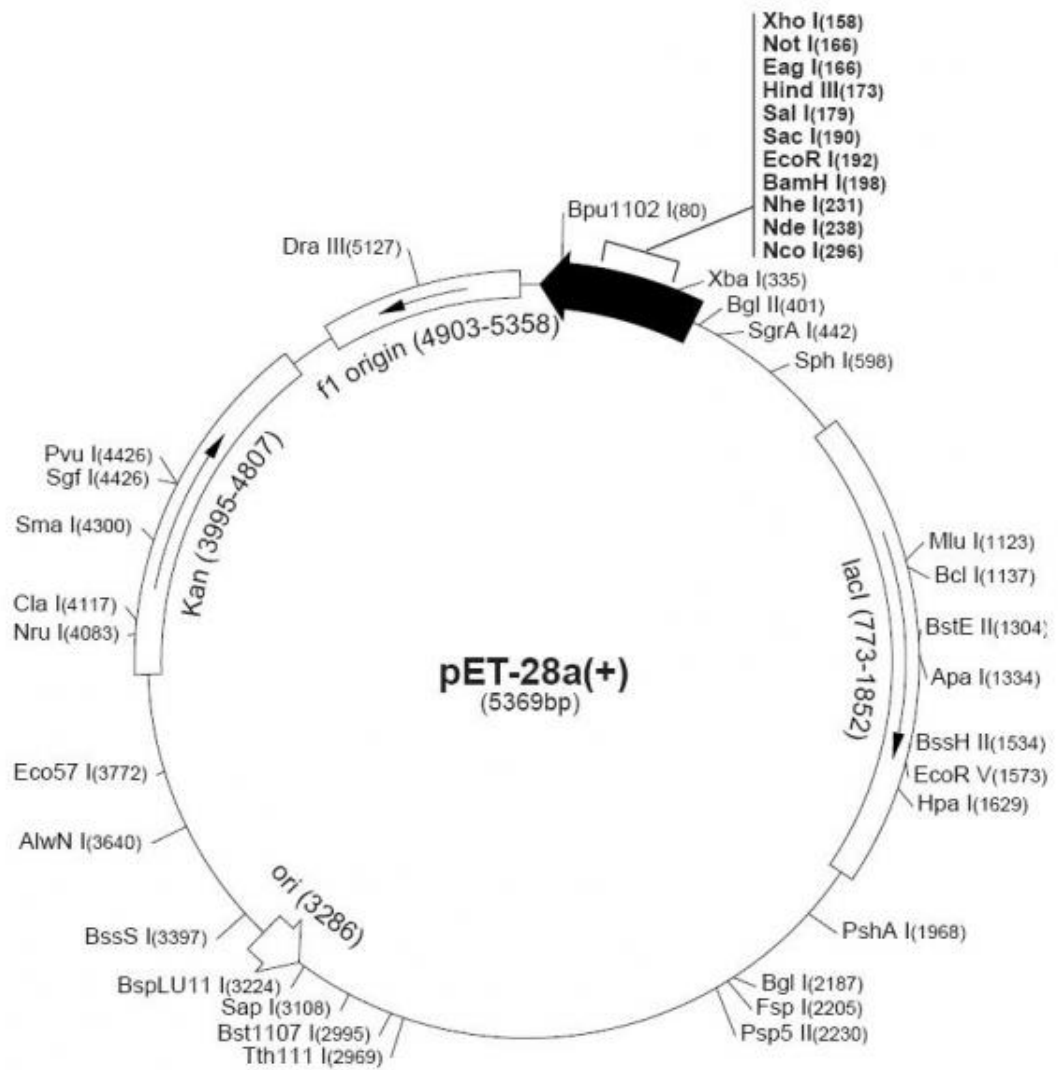 Xho I(158)
Not I(166)
Eag I(166)
Hind III(173)
Sal I(179)
Sac I(190)
EcoR I(192)
BamH I(198)
Nhe I(231)
Nde I(238)
Nco I(296)
Bpu1102 I(80)
Dra III(5127)
Xba I(335)
Bgl II(401)
SgrA I(442)
Sph I(598)
f1 origin (4903-5358)
Pvu I(4426)
Sgf I(4426)
Sma I(4300)
Kan (3995-4807)
Cla I(4117)
Nru I(4083)
Mlu I(1123)
Bcl I(1137)
BstE II(1304)
lacI (773-1852)
Apa I(1334)
pET-28a(+)
(5369bp)
BssH II(1534)
EcoR V(1573)
Hpa I(1629)
Eco57 I(3772)
AlwN I(3640)
ori (3286)
BssS I(3397)
PshA I(1968)
BspLU11 I(3224)
Sap I(3108)
Bst1107 I(2995)
Tth111 I(2969)
Bgl I(2187)
Fsp I(2205)
Psp5 II(2230)